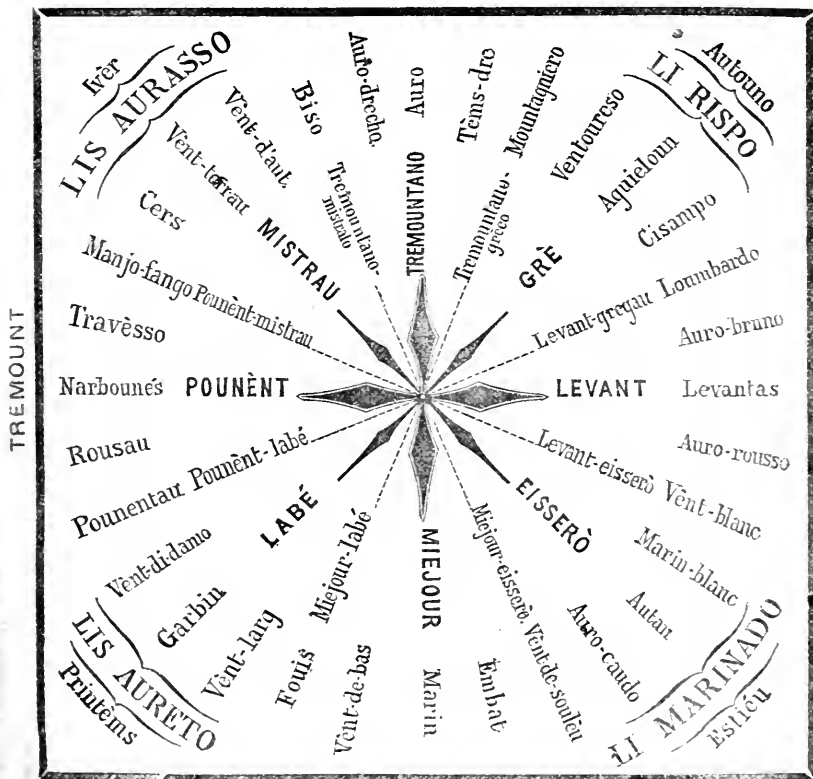 TREMOUNT
Ivèr
LIS AURASSO
Autouno
LI RISPO
Auro
Tèms-dre
Mountagniero
Ventoureso
Aquieloun
Cisampo
Loumbardo
Auro-bruno
Levantas
Auro-rousso
Vènt-blanc
Marin-blanc
Autan
Auro-caudo
Vènt-de-soulèu
Embat
Marin
Vènt-de-bas
Fouis
Vènt-larg
Garbin
Vènt-di-damo
Pounentau
Rousau
Narbounés
Travèsso
Manjo-fango
Cers
Vènt-terrau
Vènt-d'aut
Biso
Auro-drecho
TREMOUNTANO
Tremountano-
greco
GRÈ
Levant-gregau
LEVANT
Levant-eisserò
EISSERÒ
Miejour-eisserò
MIEJOUR
Miejour-labé
LABÉ
Pounènt-labé
POUNÈNT
Pounènt-mistrau
MISTRAU
Tremountano-
mistralo
LIS AURETO
Printèms
LI MARINADO
Estiéu